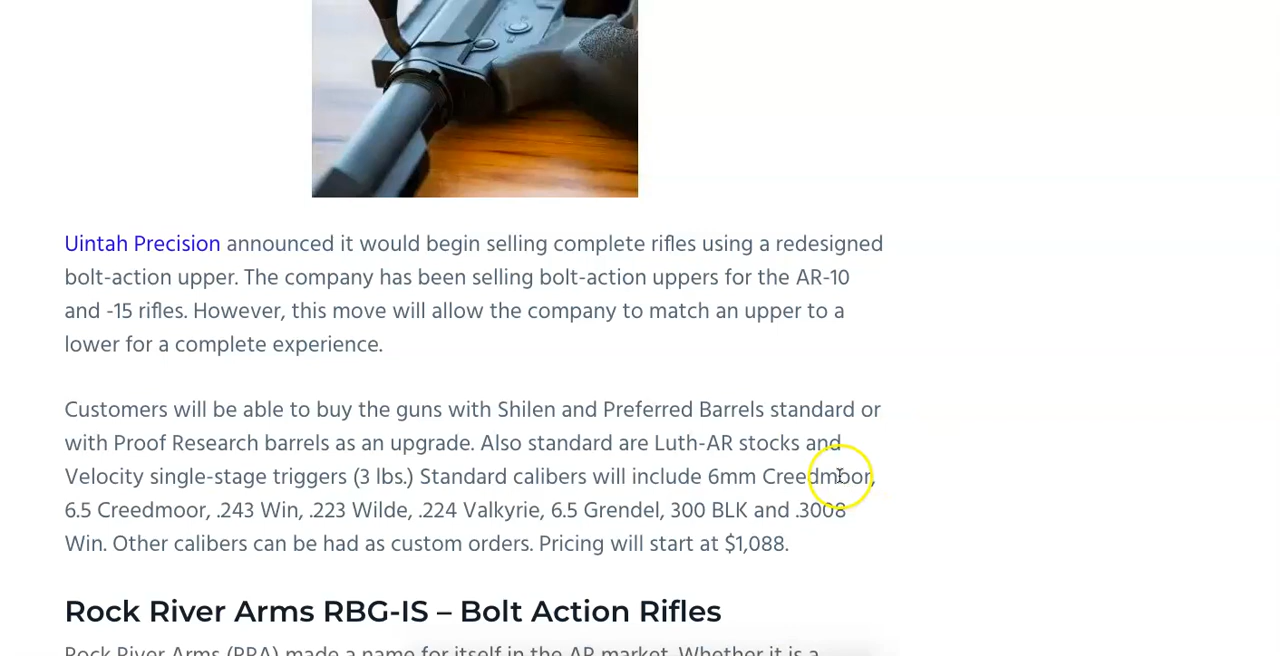 Uintah Precision announced it would begin selling complete rifles using a redesigned
bolt-action upper. The company has been selling bolt-action uppers for the AR-10
and -15 rifles. However, this move will allow the company to match an upper to a
lower for a complete experience.
Customers will be able to buy the guns with Shilen and Preferred Barrels standard or
with Proof Research barrels as an upgrade. Also standard are Luth-AR stocks and
Velocity single-stage triggers (3 lbs.) Standard calibers will include 6mm Creedmoor,
6.5 Creedmoor, .243 Win, .223 Wilde, .224 Valkyrie, 6.5 Grendel, 300 BLK and .3008
Win. Other calibers can be had as custom orders. Pricing will start at $1,088.
Rock River Arms RBG-IS – Bolt Action Rifles
Rock River Arms (RRA) made a name for itself in the AR market. Whether it is a